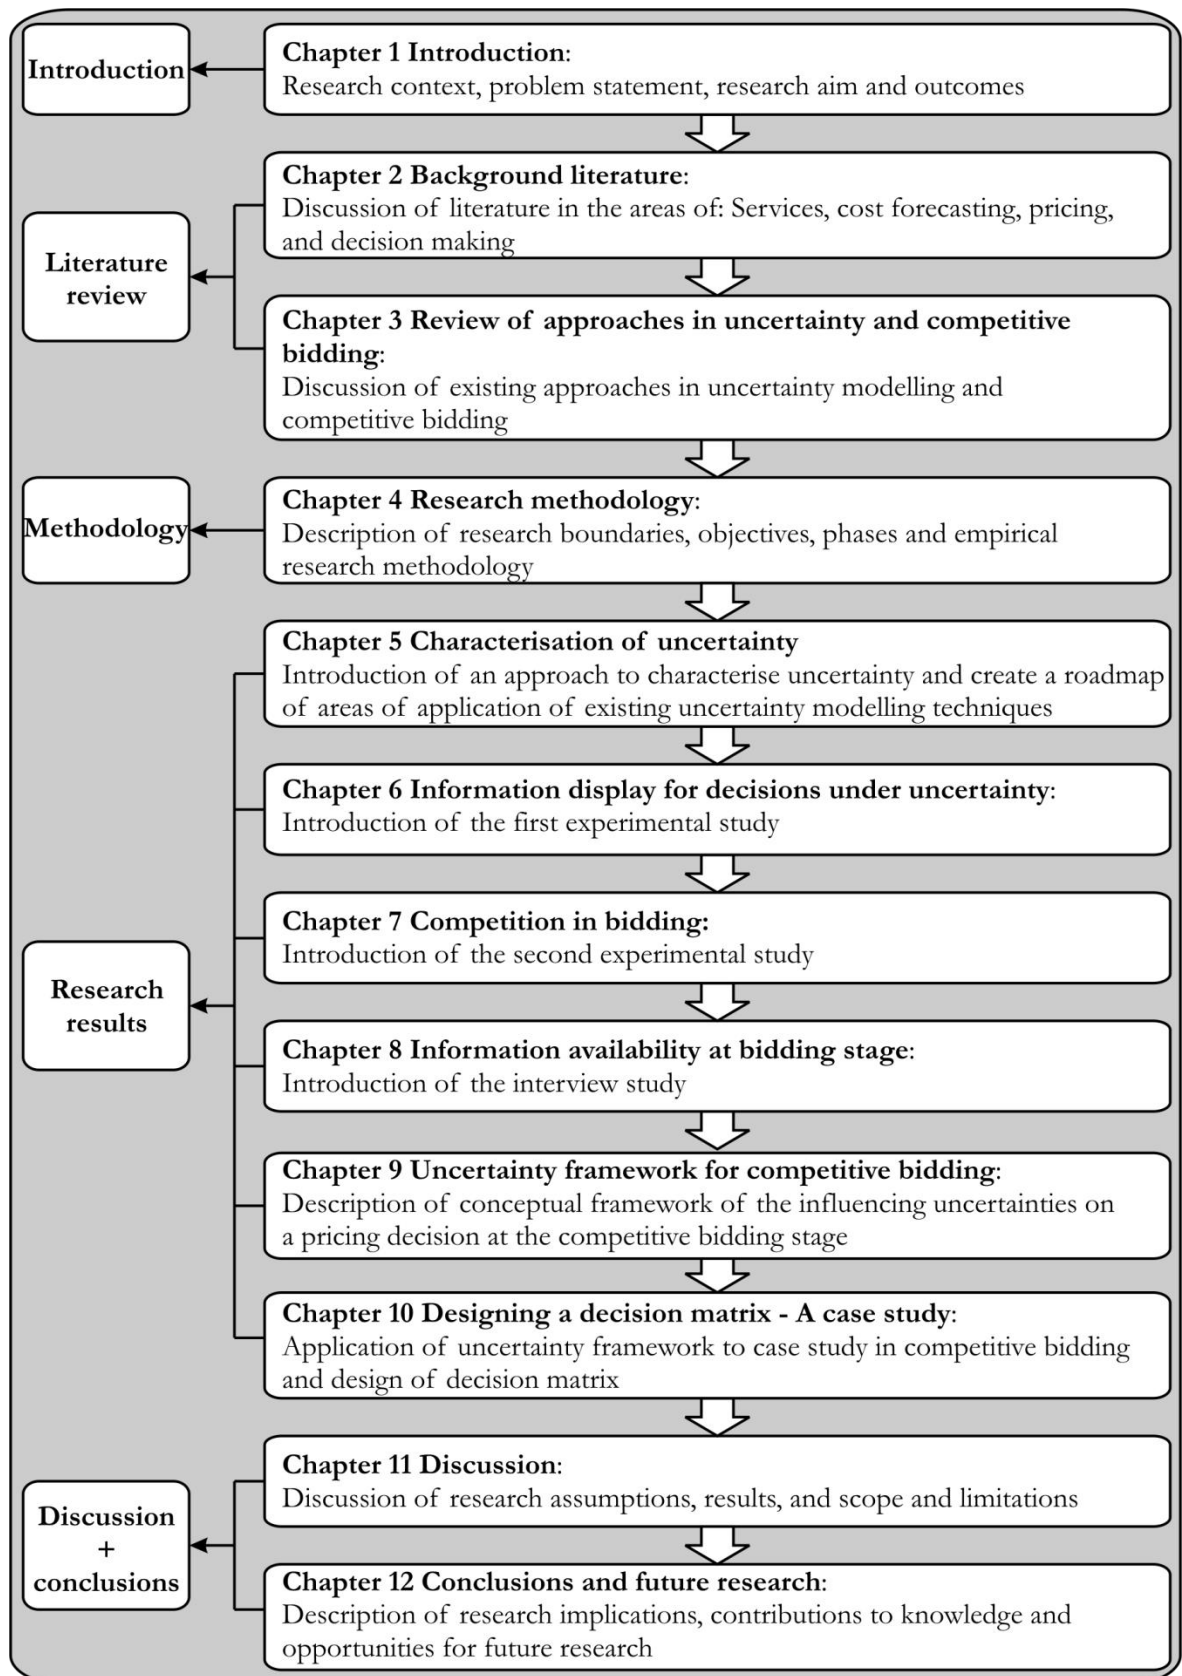 Introduction
Chapter 1 Introduction:
Research context, problem statement, research aim and outcomes
Literature
review
Chapter 2 Background literature:
Discussion of literature in the areas of: Services, cost forecasting, pricing,
and decision making
Chapter 3 Review of approaches in uncertainty and competitive
bidding:
Discussion of existing approaches in uncertainty modelling and
competitive bidding
Methodology
Chapter 4 Research methodology:
Description of research boundaries, objectives, phases and empirical
research methodology
Research
results
Chapter 5 Characterisation of uncertainty
Introduction of an approach to characterise uncertainty and create a roadmap
of areas of application of existing uncertainty modelling techniques
Chapter 6 Information display for decisions under uncertainty:
Introduction of the first experimental study
Chapter 7 Competition in bidding:
Introduction of the second experimental study
Chapter 8 Information availability at bidding stage:
Introduction of the interview study
Chapter 9 Uncertainty framework for competitive bidding:
Description of conceptual framework of the influencing uncertainties on
a pricing decision at the competitive bidding stage
Chapter 10 Designing a decision matrix - A case study:
Application of uncertainty framework to case study in competitive bidding
and design of decision matrix
Discussion
+
conclusions
Chapter 11 Discussion:
Discussion of research assumptions, results, and scope and limitations
Chapter 12 Conclusions and future research:
Description of research implications, contributions to knowledge and
opportunities for future research